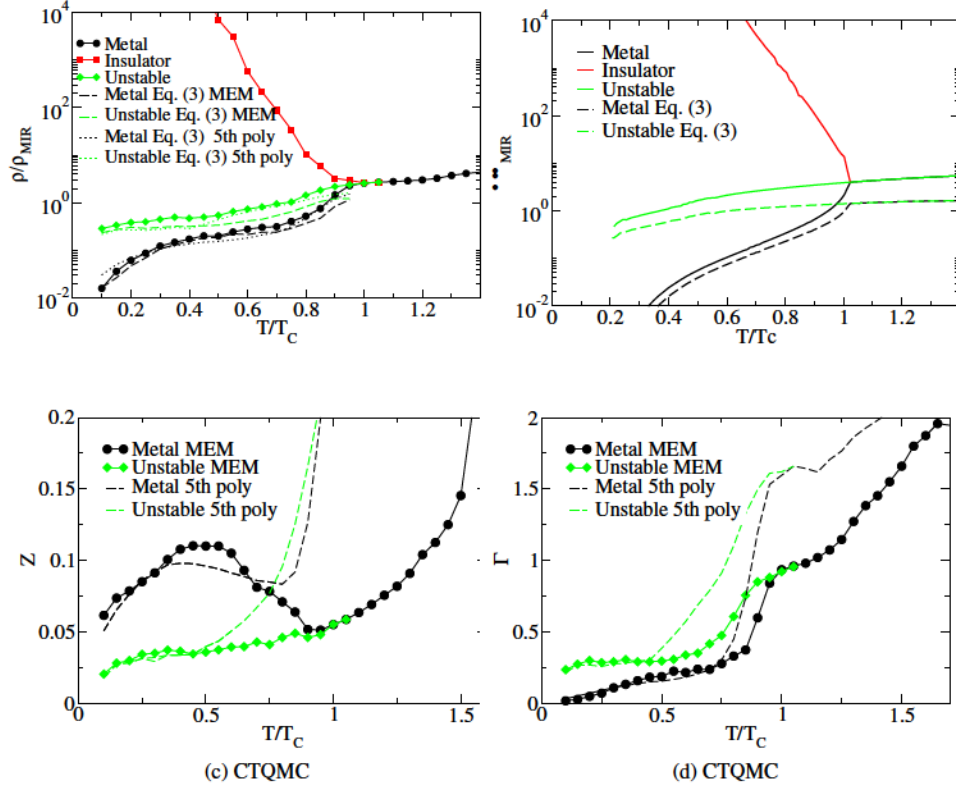 10^4
Metal
Insulator
Unstable
Metal Eq. (3) MEM
Unstable Eq. (3) MEM
Metal Eq. (3) 5th poly
Unstable Eq. (3) 5th poly
10^2
10^0
10^-2
ρ/ρ_MIR
0 0.2 0.4 0.6 0.8 1 1.2
T/T_C
10^4
Metal
Insulator
Unstable
Metal Eq. (3)
Unstable Eq. (3)
10^2
10^0
10^-2
MIR
0 0.2 0.4 0.6 0.8 1 1.2
T/Tc
0.2
Metal MEM
Unstable MEM
Metal 5th poly
Unstable 5th poly
0.15
0.1
0.05
0
Z
0 0.5 1 1.5
T/T_C
(c) CTQMC
2
Metal MEM
Unstable MEM
Metal 5th poly
Unstable 5th poly
1.5
1
0.5
0
Γ
0 0.5 1 1.5
T/T_C
(d) CTQMC